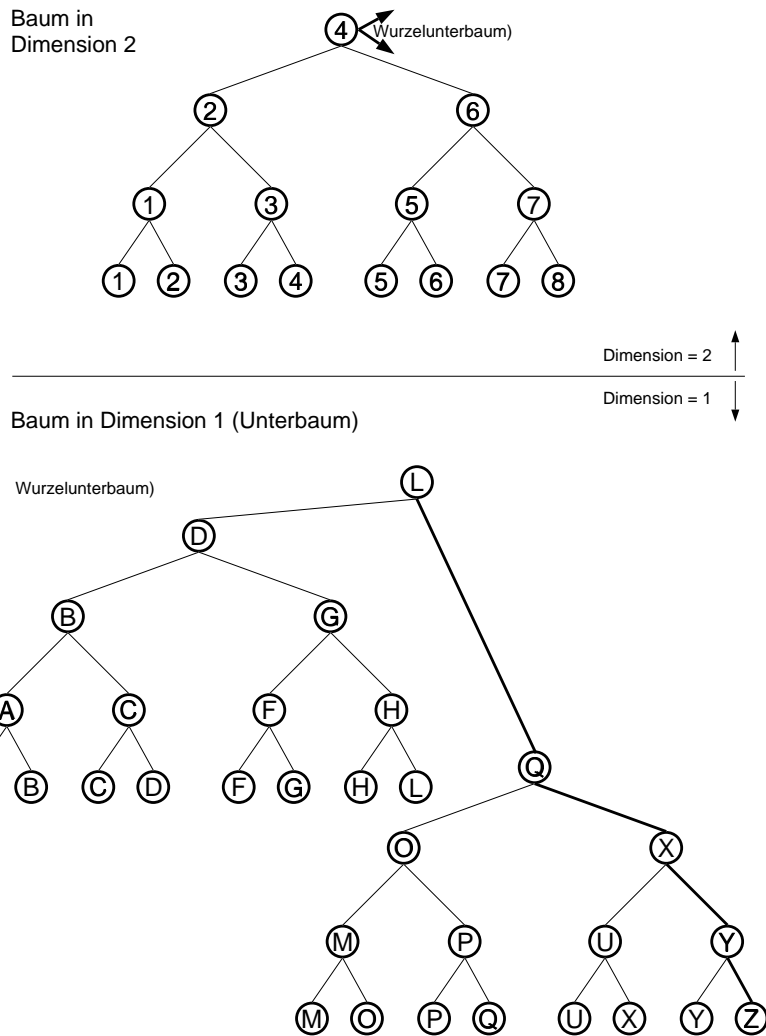 Baum in
Dimension 2
4 Wurzelunterbaum)
2 6
1 3 5 7
1 2 3 4 5 6 7 8
Dimension = 2
Dimension = 1
Baum in Dimension 1 (Unterbaum)
Wurzelunterbaum)
L
D
B G
A C F H
Q
B C D F G H L
O X
M P U Y
M O P Q U X Y Z